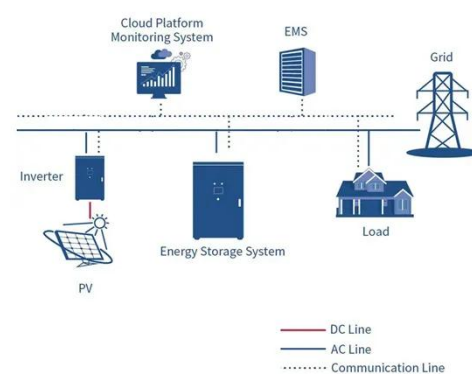 Cloud Platform
Monitoring System
EMS
Grid
Inverter
Energy Storage System
Load
PV
DC Line
AC Line
Communication Line